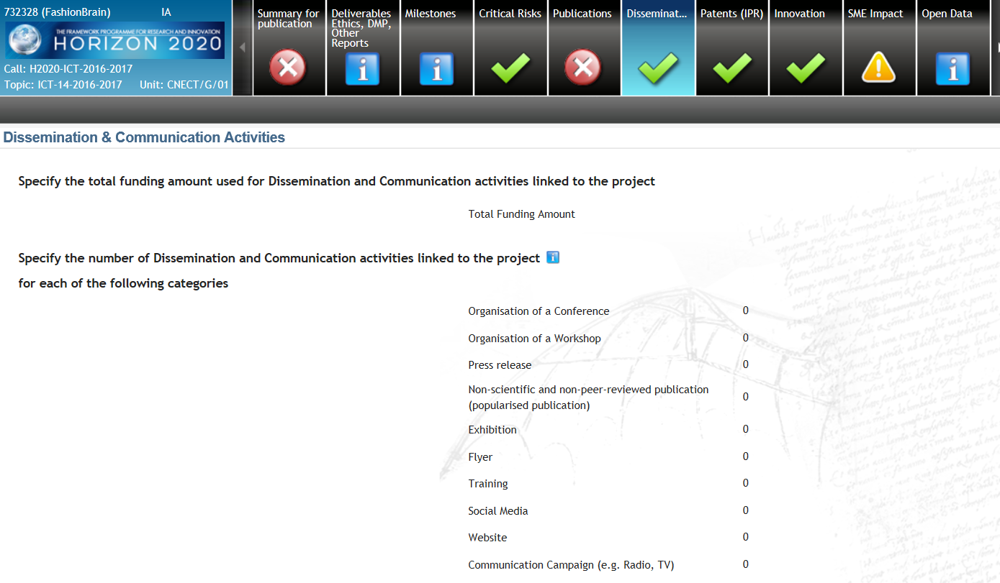 732328 (FashionBrain) IA
THE FRAMEWORK PROGRAMME FOR RESEARCH AND INNOVATION
HORIZON 2020
Call: H2020-ICT-2016-2017
Topic: ICT-14-2016-2017 Unit: CNECT/G/01
Summary for
publication
Deliverables
Ethics, DMP,
Other
Reports
Milestones
Critical Risks
Publications
Disseminat...
Patents (IPR)
Innovation
SME Impact
Open Data
Dissemination & Communication Activities
Specify the total funding amount used for Dissemination and Communication activities linked to the project
Total Funding Amount
Specify the number of Dissemination and Communication activities linked to the project
for each of the following categories
Organisation of a Conference 0
Organisation of a Workshop 0
Press release 0
Non-scientific and non-peer-reviewed publication
(popularised publication) 0
Exhibition 0
Flyer 0
Training 0
Social Media 0
Website 0
Communication Campaign (e.g. Radio, TV) 0